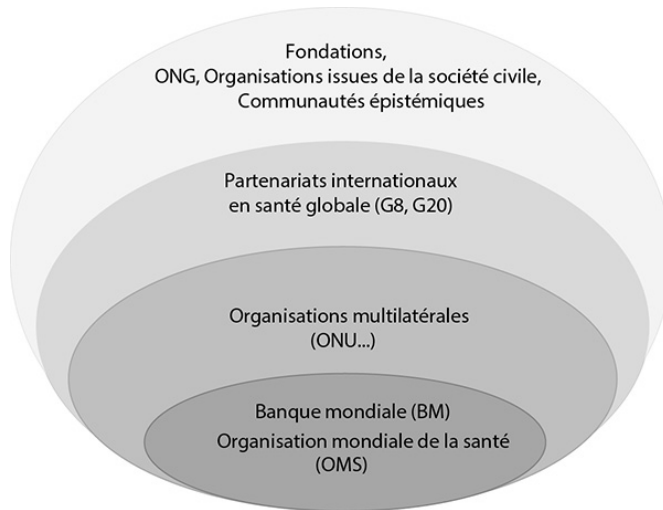 Fondations,
ONG, Organisations issues de la société civile,
Communautés épistémiques
Partenariats internationaux
en santé globale (G8, G20)
Organisations multilatérales
(ONU...)
Banque mondiale (BM)
Organisation mondiale de la santé
(OMS)